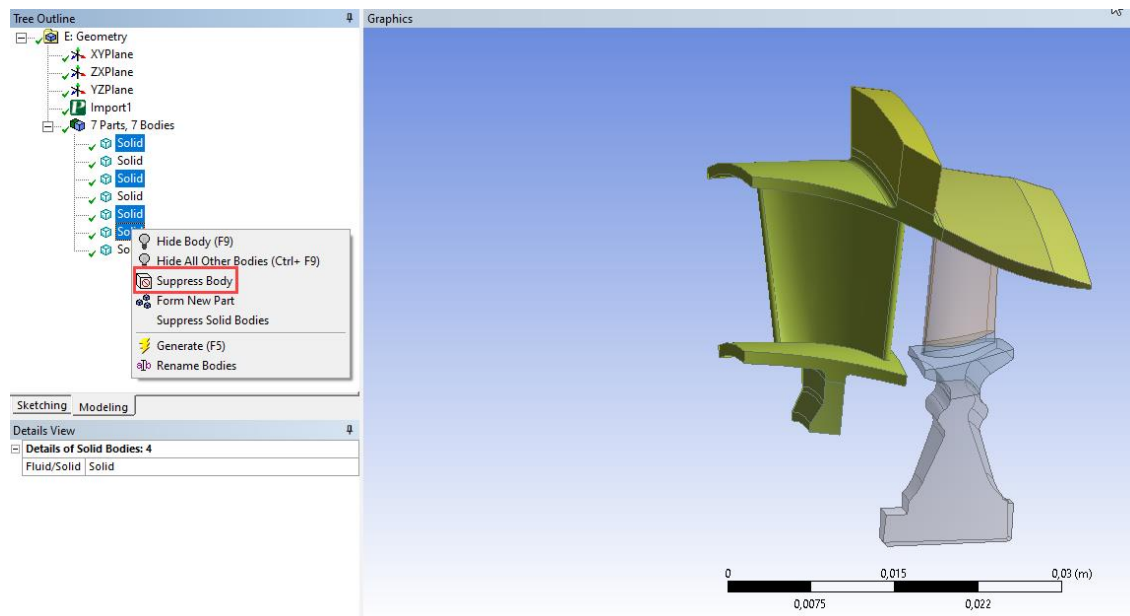 Tree Outline
Graphics
E: Geometry
XYPlane
ZXPlane
YZPlane
Import1
7 Parts, 7 Bodies
Solid
Solid
Solid
Solid
Solid
So
So
Hide Body (F9)
Hide All Other Bodies (Ctrl+ F9)
Suppress Body
Form New Part
Suppress Solid Bodies
Generate (F5)
Rename Bodies
Sketching Modeling
Details View
Details of Solid Bodies: 4
Fluid/Solid Solid
0 0,015 0,03 (m)
0,0075 0,022